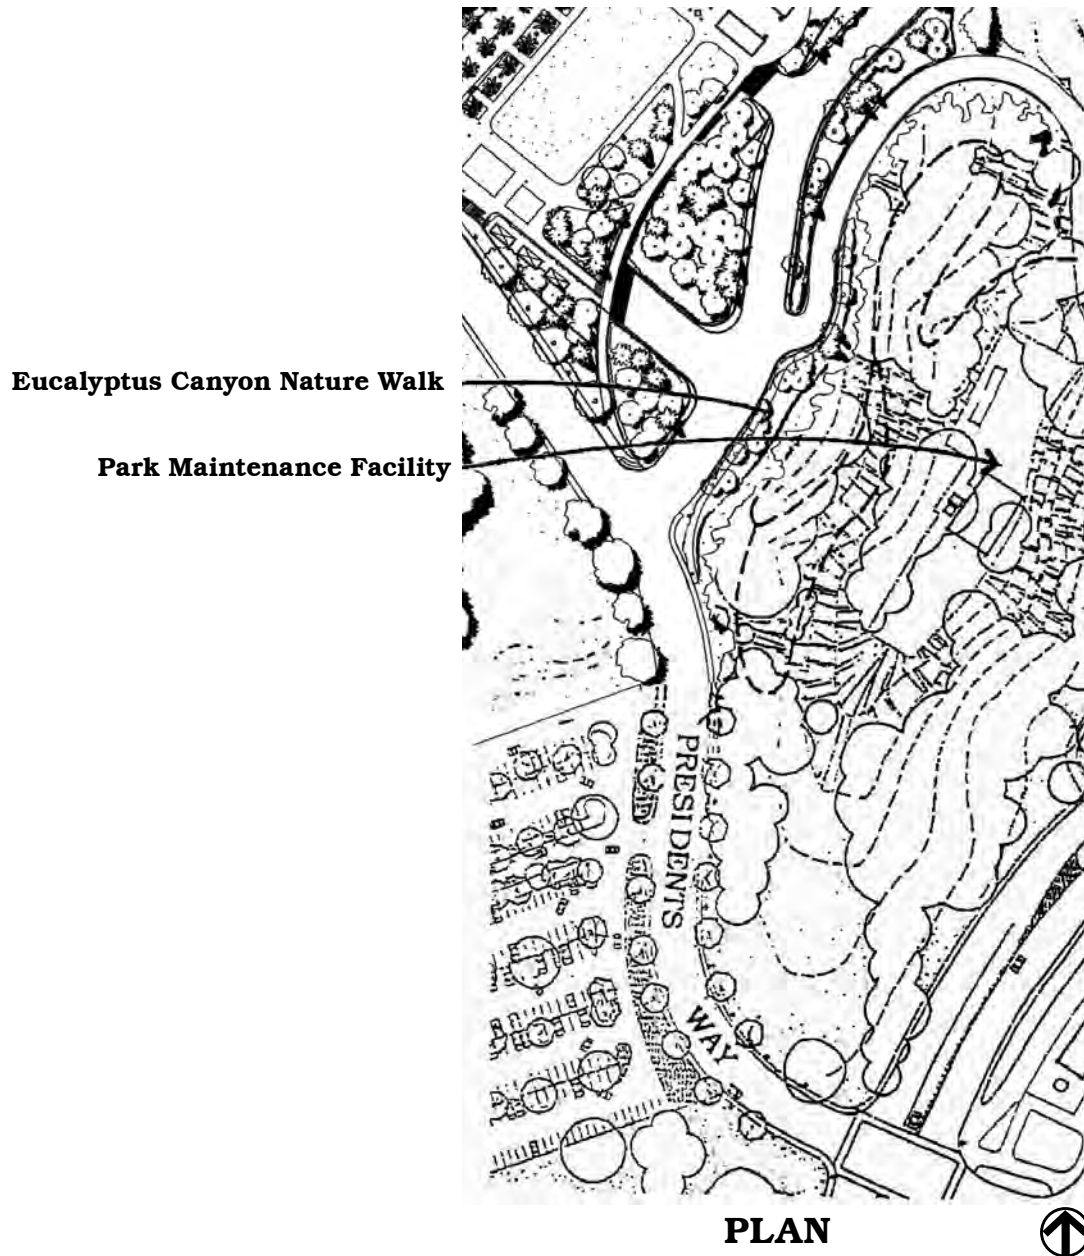 Eucalyptus Canyon Nature Walk
Park Maintenance Facility
PRESIDENTS
WAY
PLAN